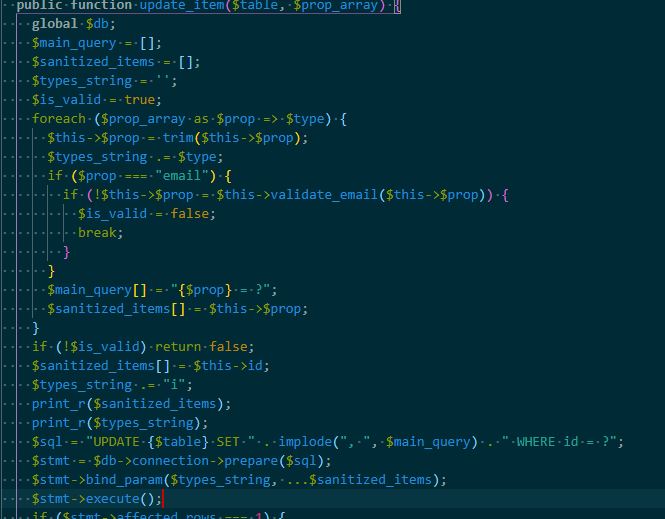 public function update_item($table, $prop_array) {
global $db;
$main_query = [];
$sanitized_items = [];
$types_string = '';
$is_valid = true;
foreach ($prop_array as $prop => $type) {
$this->$prop = trim($this->$prop);
$types_string .= $type;
if ($prop === "email") {
if (!$this->$prop = $this->validate_email($this->$prop)) {
$is_valid = false;
break;
}
}
$main_query[] = "{$prop} = ?";
$sanitized_items[] = $this->$prop;
}
if (!$is_valid) return false;
$sanitized_items[] = $this->id;
$types_string .= "i";
print_r($sanitized_items);
print_r($types_string);
$sql = "UPDATE {$table} SET " . implode(", ", $main_query) . " WHERE id = ?";
$stmt = $db->connection->prepare($sql);
$stmt->bind_param($types_string, ...$sanitized_items);
$stmt->execute();
if ($stmt->affected_rows === 1) {